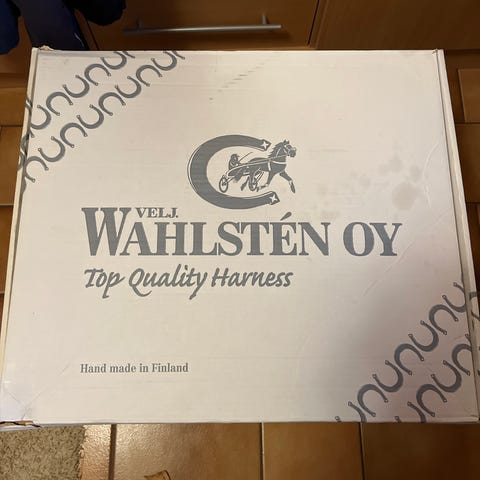 VELJ.
WAHLSTÉN OY
Top Quality Harness
Hand made in Finland